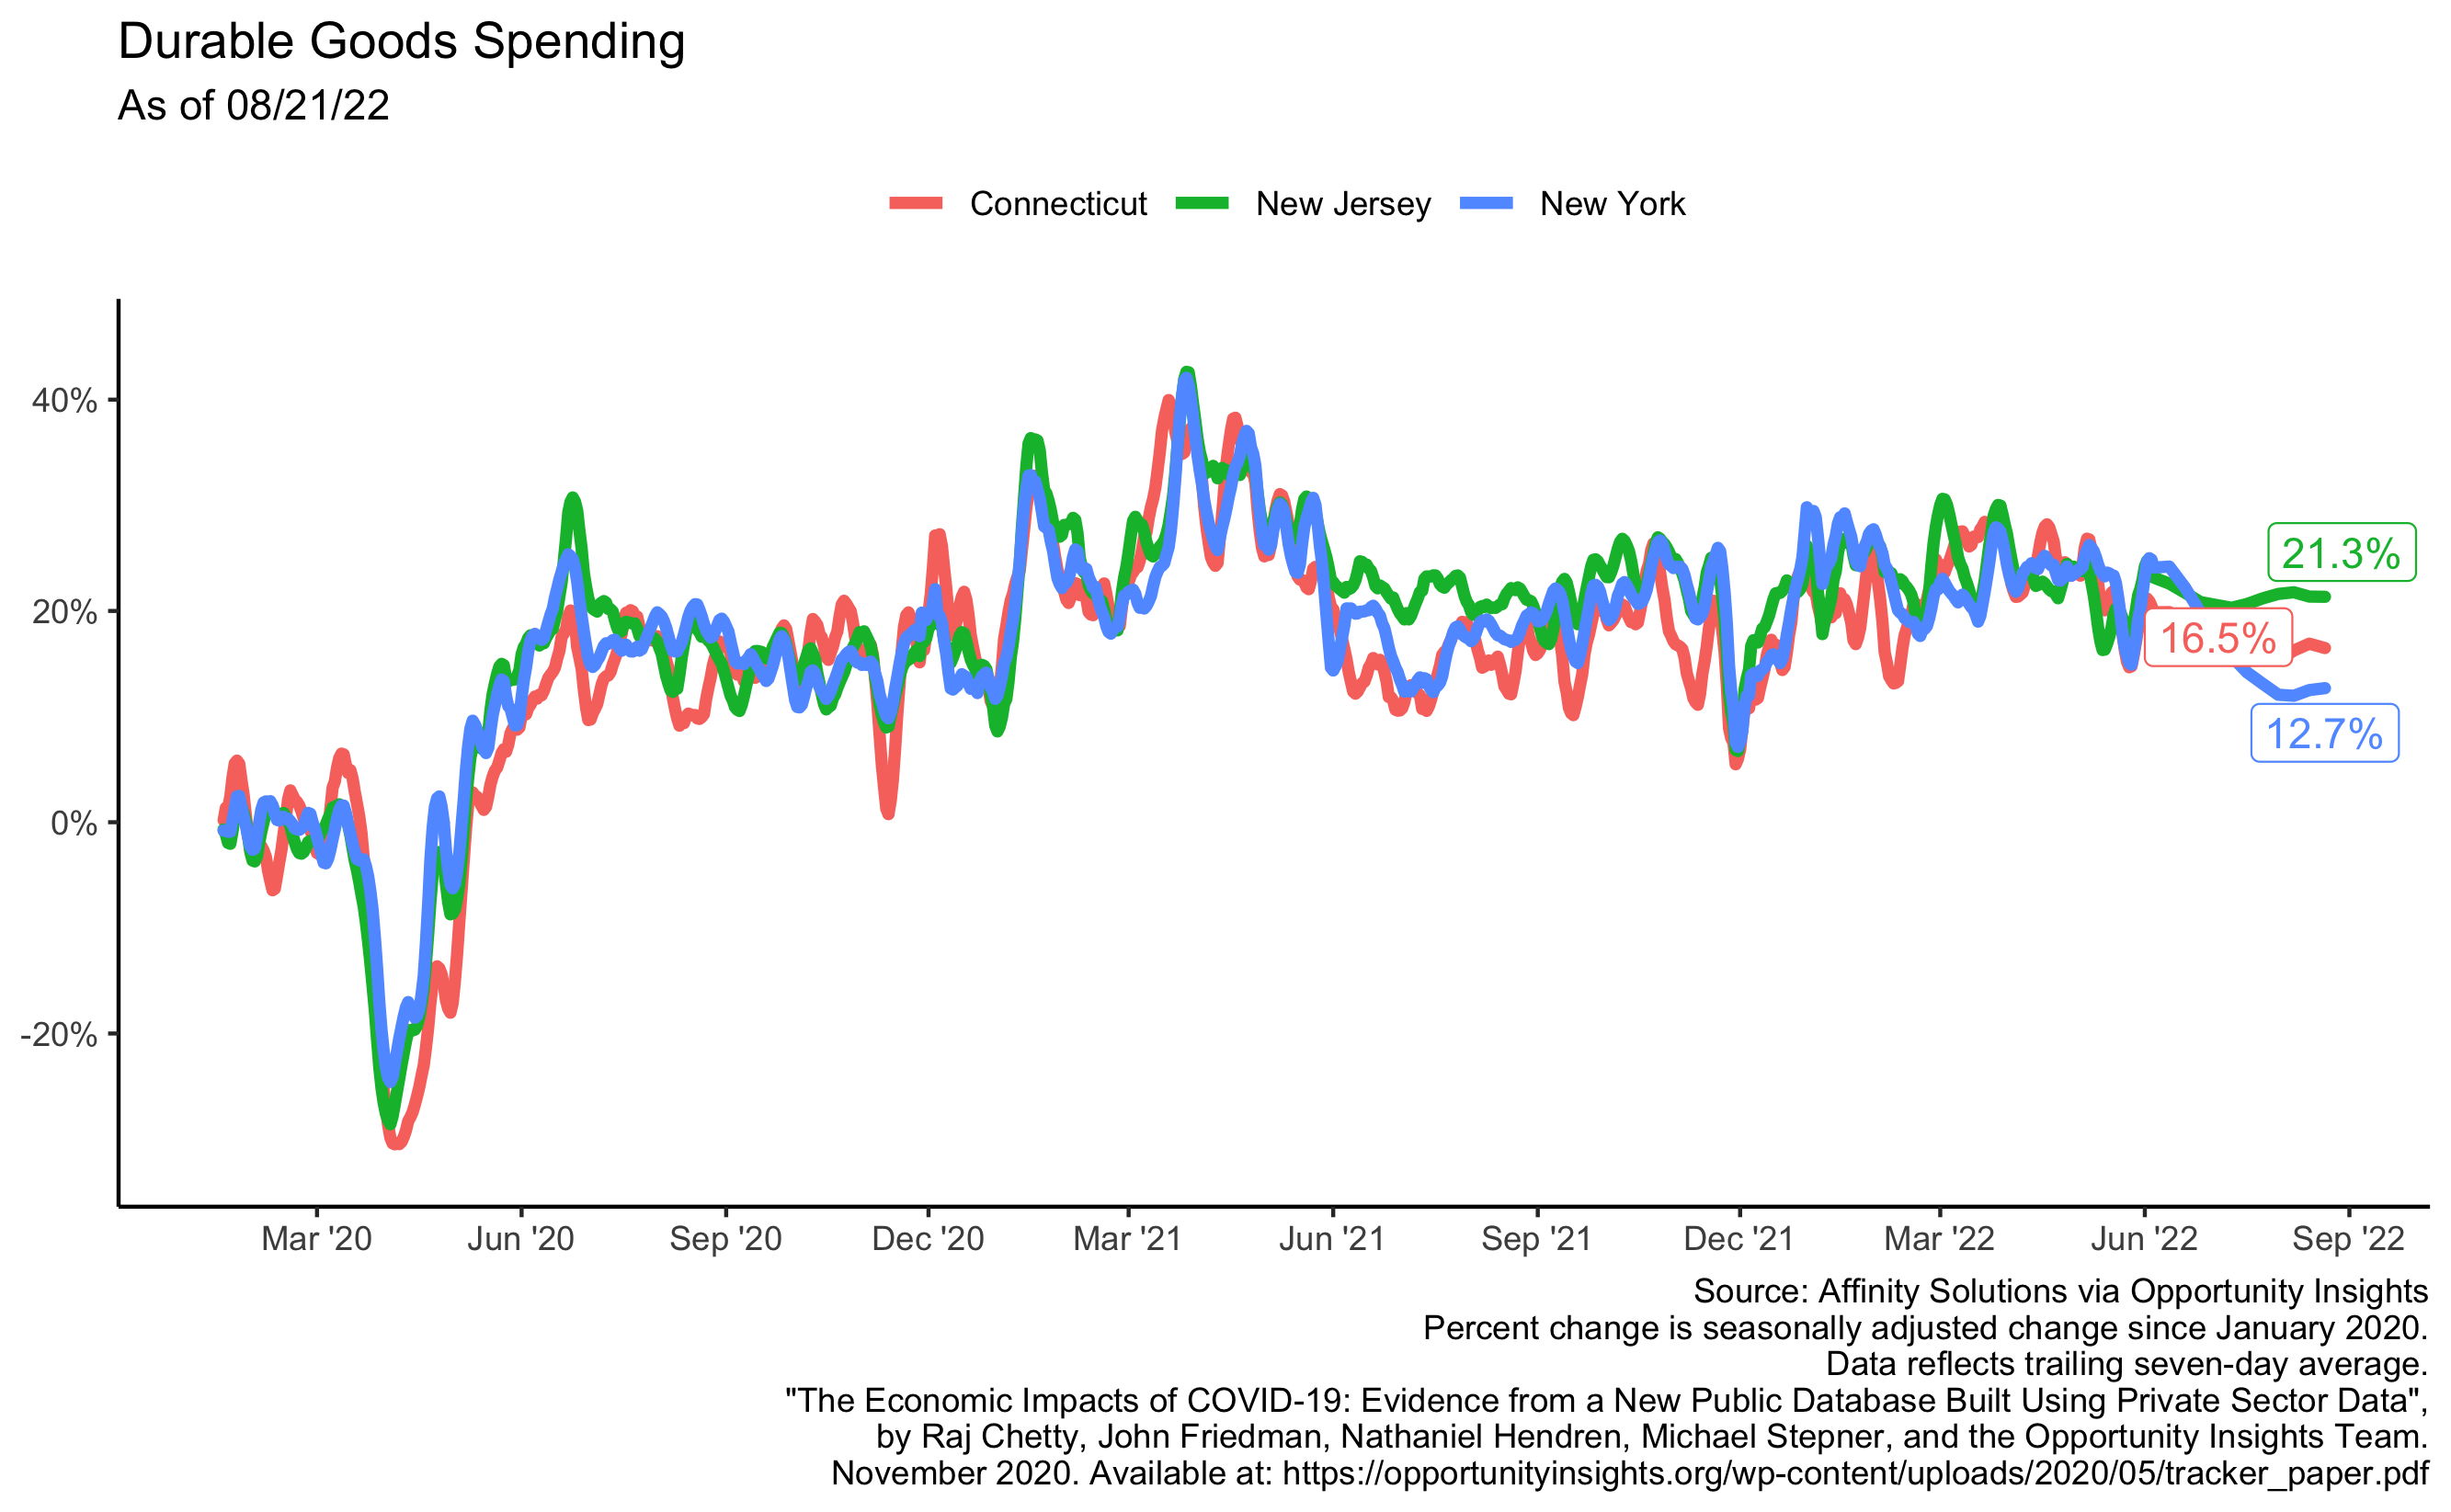 Durable Goods Spending
As of 08/21/22
Connecticut New Jersey New York
40%
20%
0%
-20%
21.3%
16.5%
12.7%
Mar '20 Jun '20 Sep '20 Dec '20 Mar '21 Jun '21 Sep '21 Dec '21 Mar '22 Jun '22 Sep '22
Source: Affinity Solutions via Opportunity Insights
Percent change is seasonally adjusted change since January 2020.
Data reflects trailing seven-day average.
"The Economic Impacts of COVID-19: Evidence from a New Public Database Built Using Private Sector Data",
by Raj Chetty, John Friedman, Nathaniel Hendren, Michael Stepner, and the Opportunity Insights Team.
November 2020. Available at: https://opportunityinsights.org/wp-content/uploads/2020/05/tracker_paper.pdf